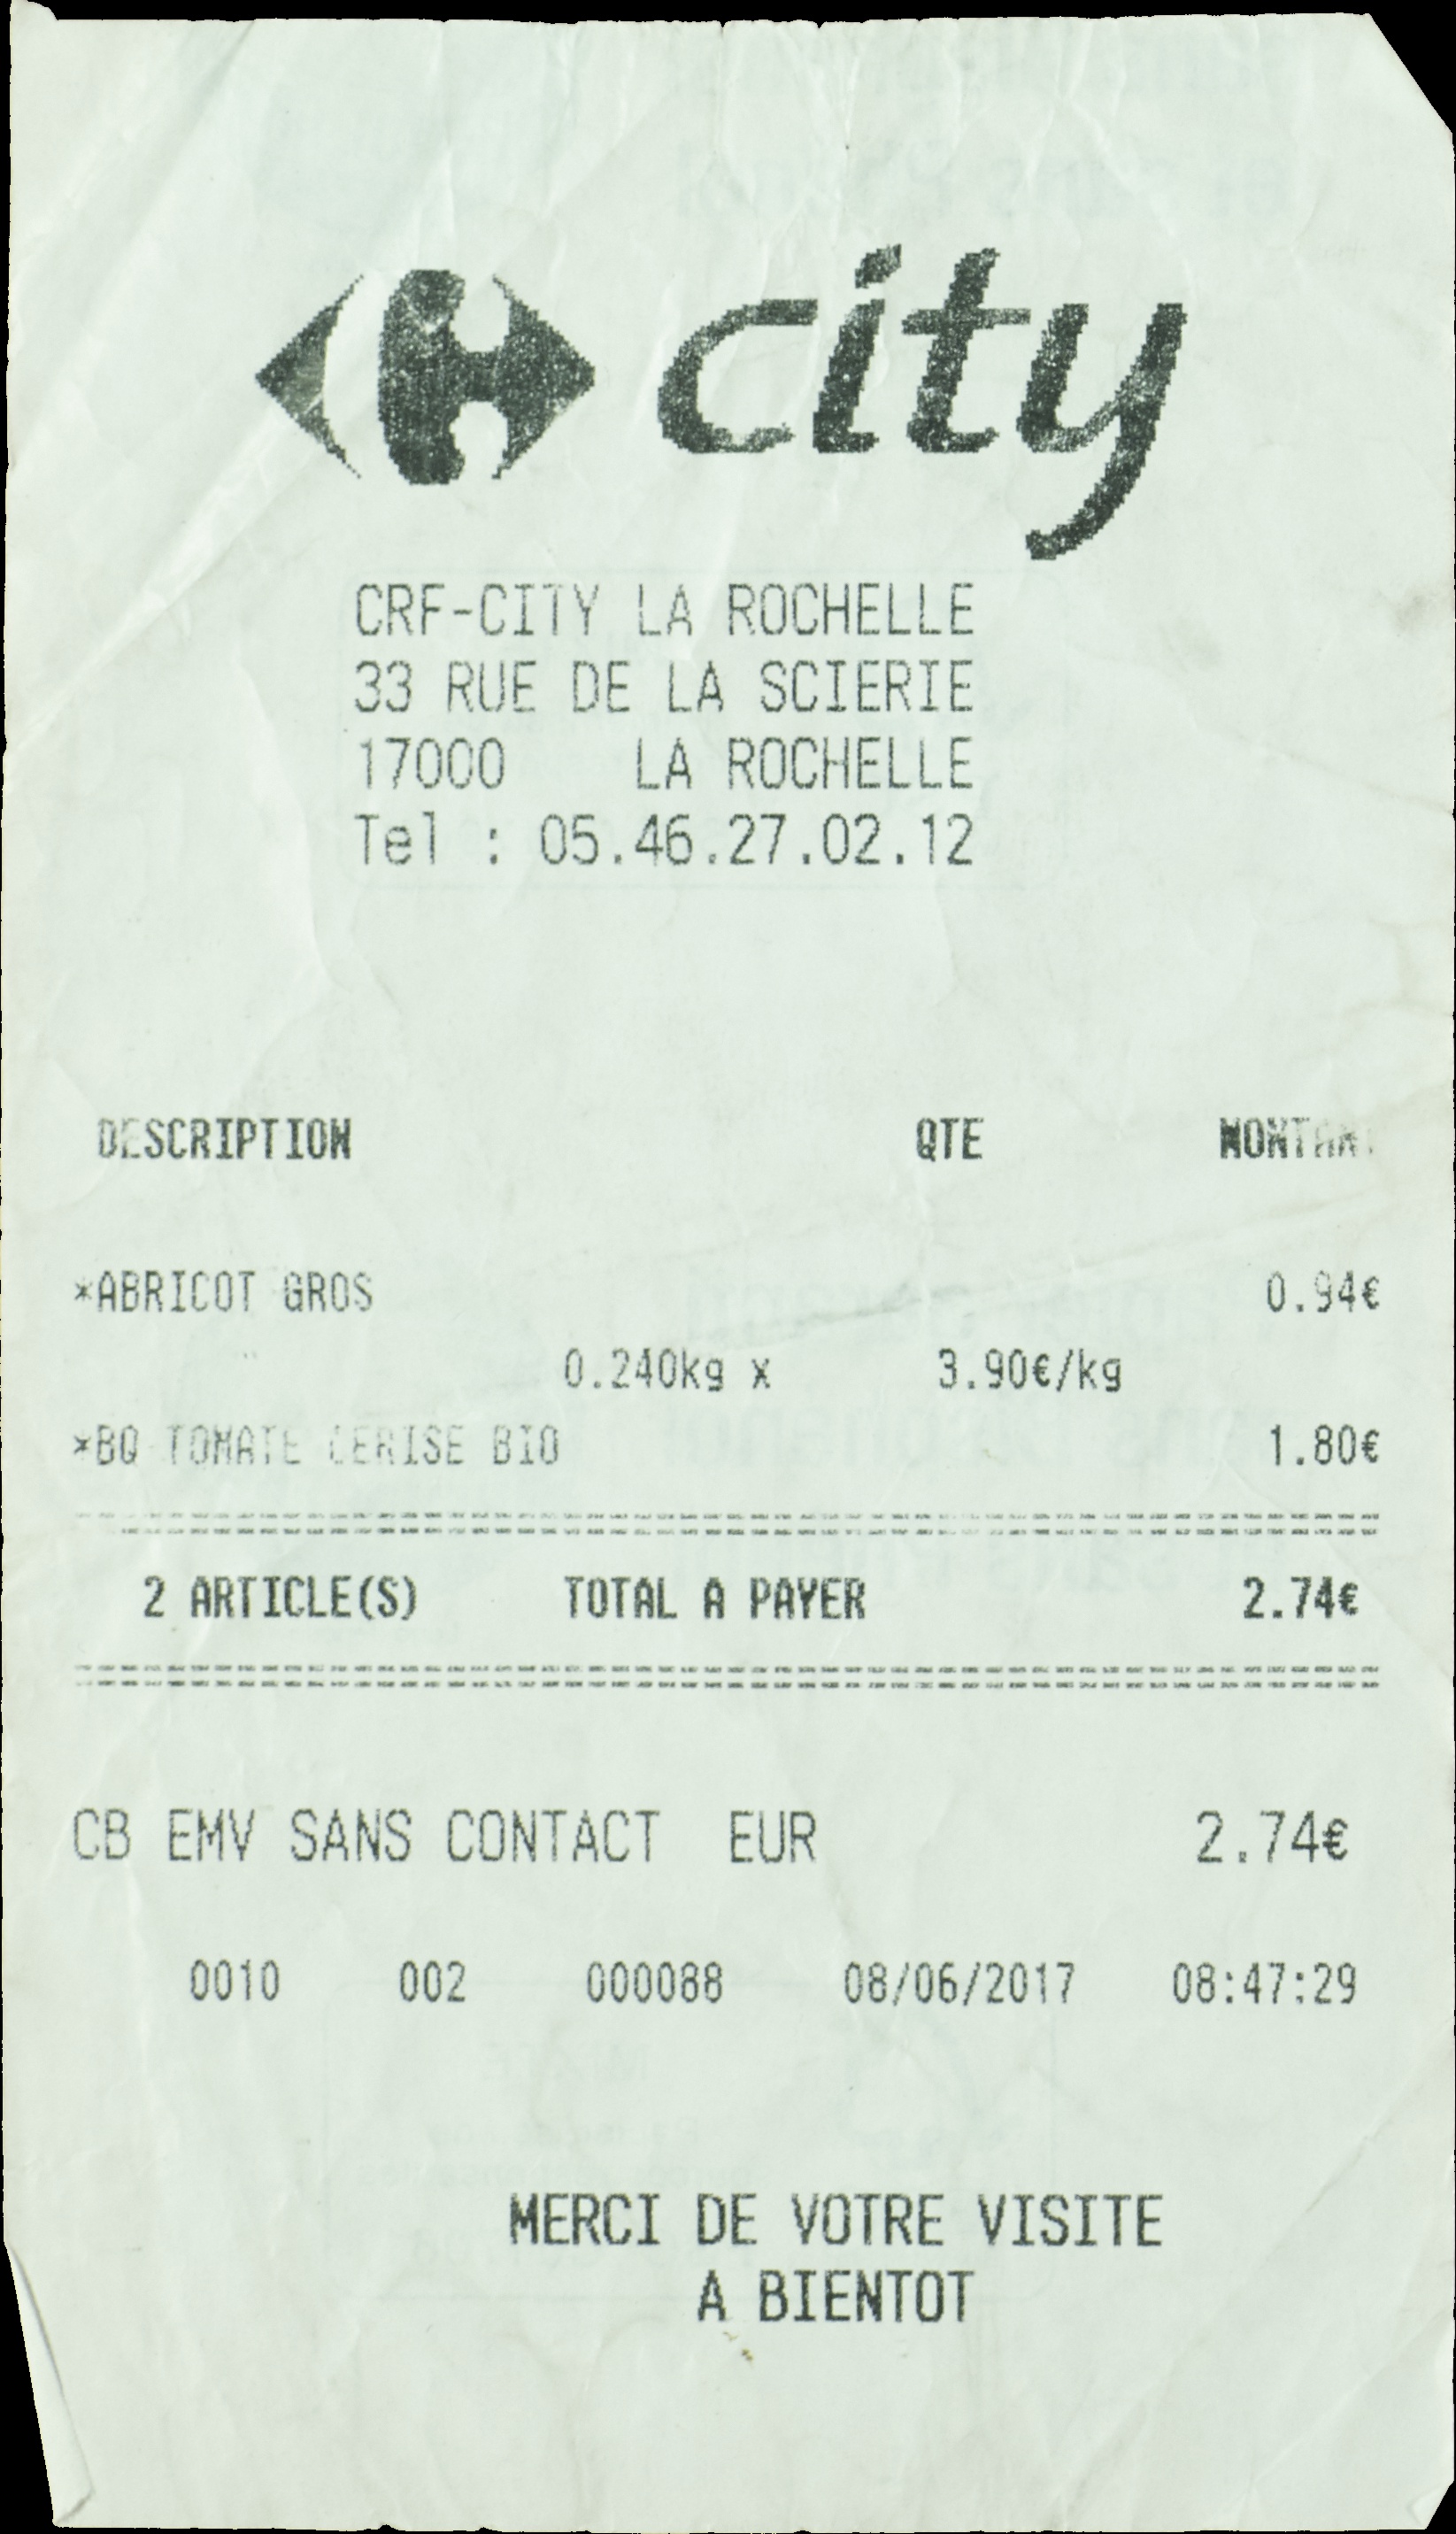 city
CRF-CITY LA ROCHELLE
33 RUE DE LA SCIERIE
17000 LA ROCHELLE
Tel : 05.46.27.02.12
DESCRIPTION QTE MONTANT
*ABRICOT GROS 0.94€
0.240kg x 3.90€/kg
*BQ TOMATE CERISE BIO 1.80€
2 ARTICLE(S) TOTAL A PAYER 2.74€
CB EMV SANS CONTACT EUR 2.74€
0010 002 000088 08/06/2017 08:47:29
MERCI DE VOTRE VISITE
A BIENTOT